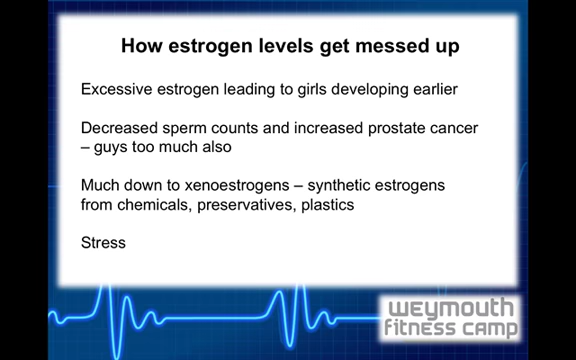 How estrogen levels get messed up
Excessive estrogen leading to girls developing earlier
Decreased sperm counts and increased prostate cancer
– guys too much also
Much down to xenoestrogens – synthetic estrogens
from chemicals, preservatives, plastics
Stress
WEYMOUTH
FITNESS CAMP